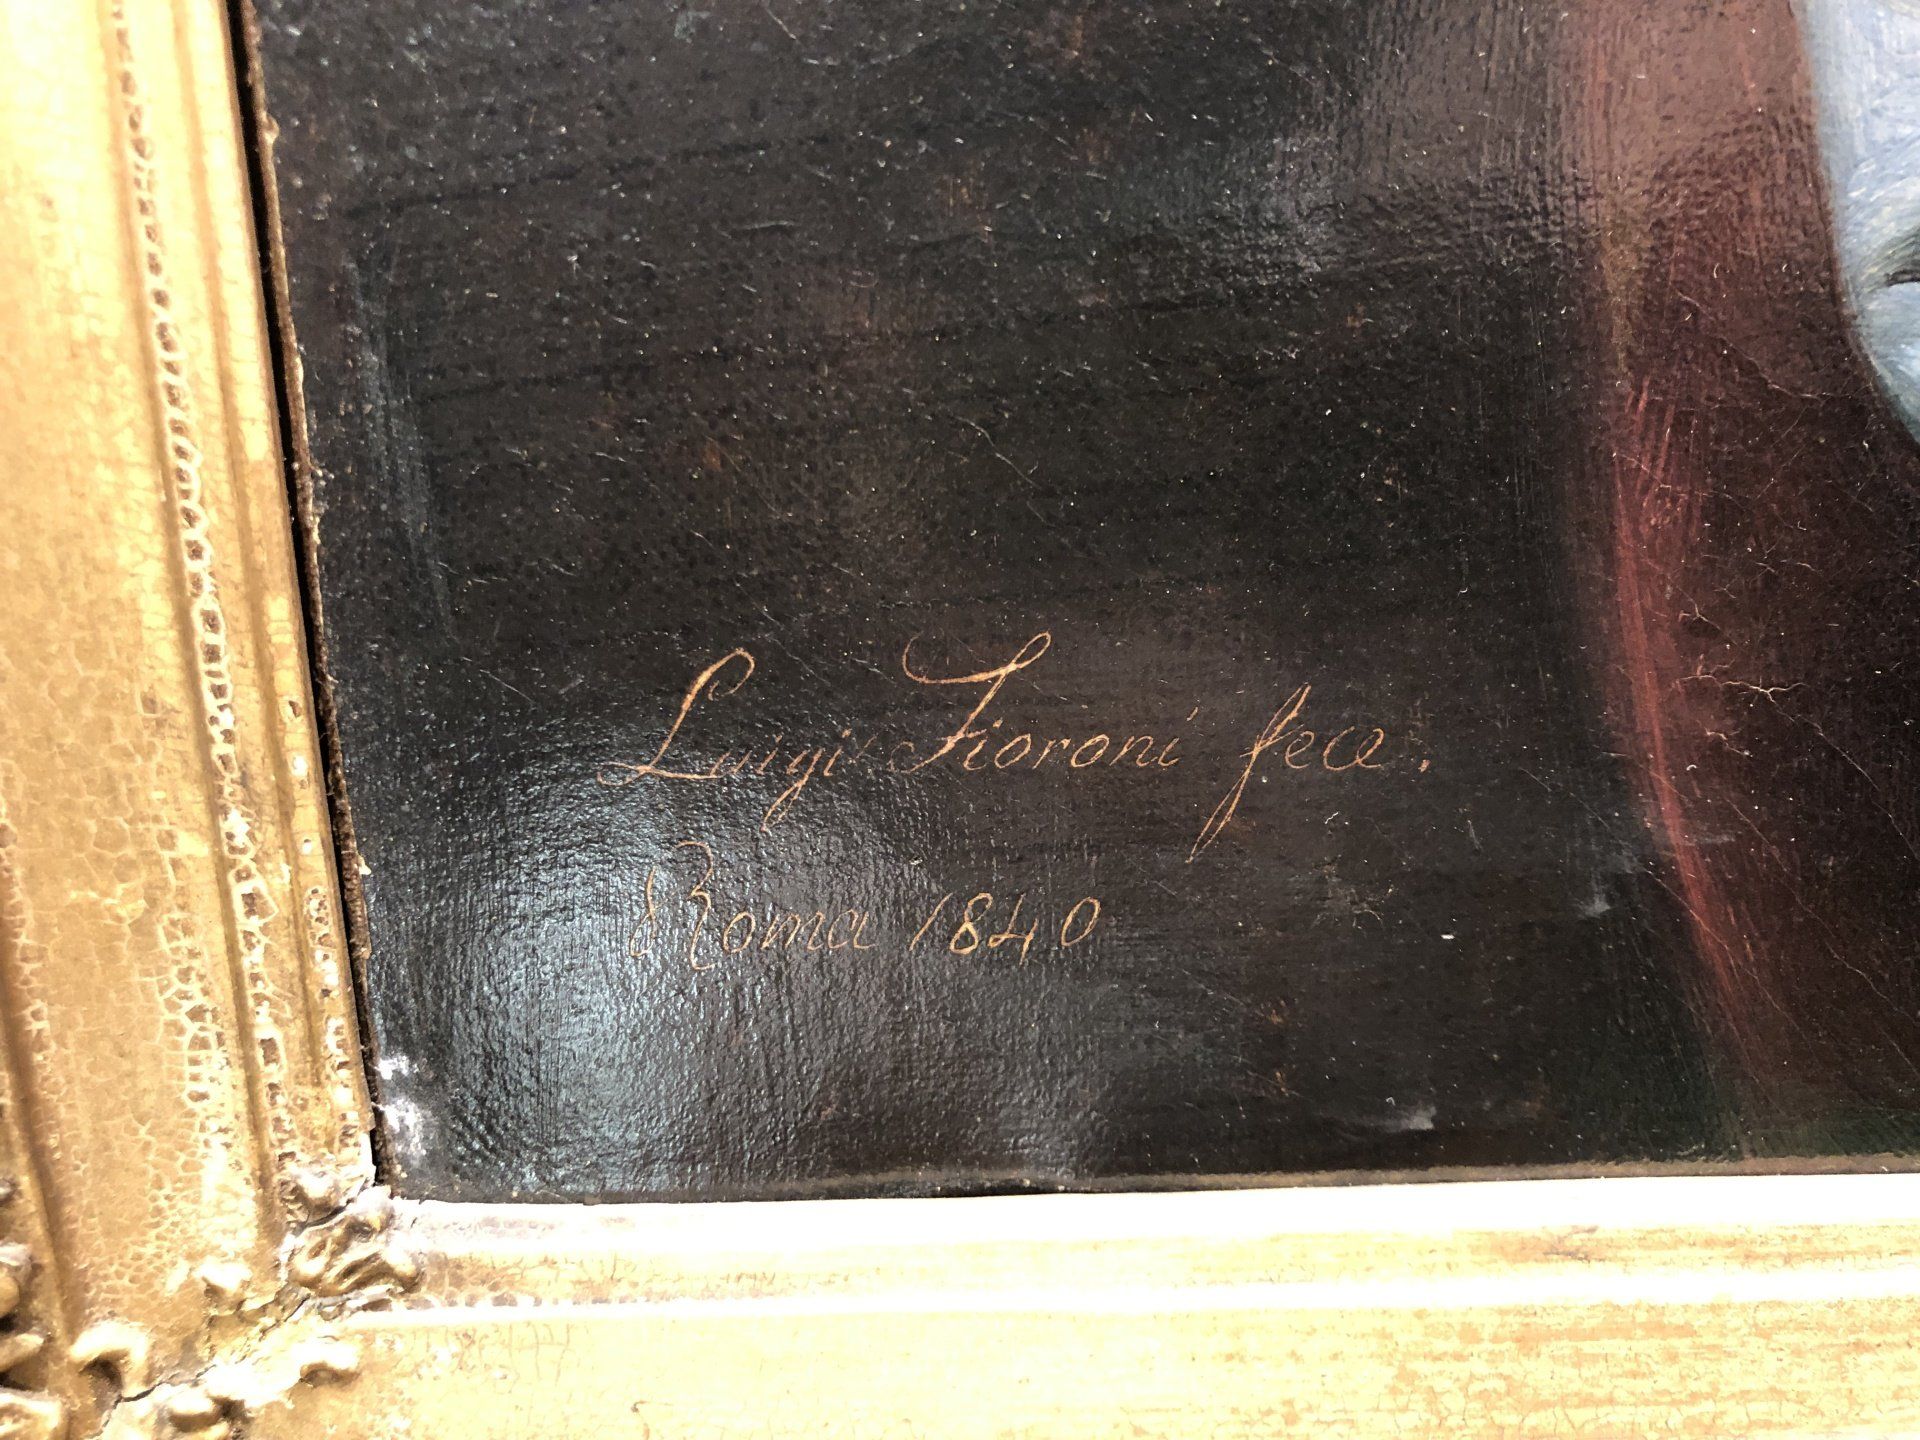 Luigi Fioroni fece.
Roma 1840